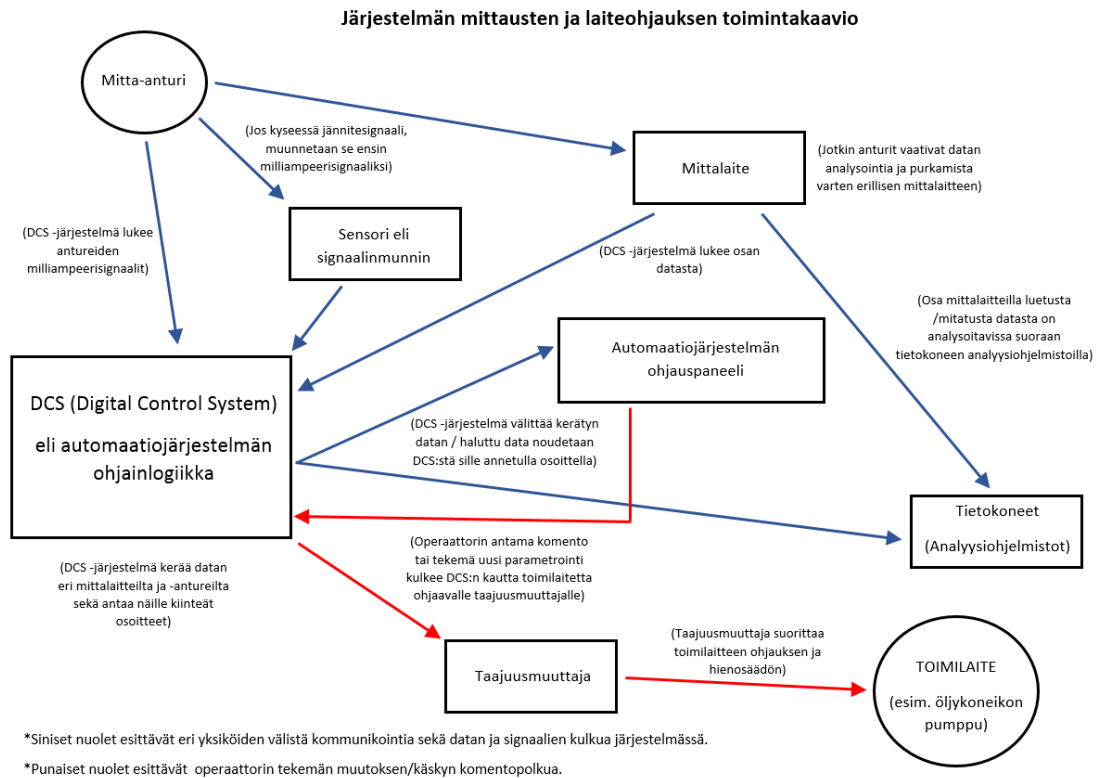 Järjestelmän mittausten ja laiteohjauksen toimintakaavio
Mitta-anturi
(Jos kyseessä jännitesignaali,
muunnetaan se ensin
milliampeerisignaaliksi)
Mittalaite
(Jotkin anturit vaativat datan
analysointia ja purkamista
varten erillisen mittalaitteen)
(DCS -järjestelmä lukee
antureiden
milliampeerisignaalit)
Sensori eli
signaalinmunnin
(DCS -järjestelmä lukee osan
datasta)
(Osa mittalaitteilla luetusta
/mitatusta datasta on
analysoitavissa suoraan
tietokoneen analyysiohjelmistoilla)
Automaatiojärjestelmän
ohjauspaneeli
DCS (Digital Control System)
eli automaatiojärjestelmän
ohjainlogiikka
(DCS -järjestelmä välittää kerätyn
datan / haluttu data noudetaan
DCS:stä sille annetulla osoittella)
Tietokoneet
(Analyysiohjelmistot)
(Operaattorin antama komento
tai tekemä uusi parametrointi
kulkee DCS:n kautta toimilaitetta
ohjaavalle taajuusmuuttajalle)
(DCS -järjestelmä kerää datan
eri mittalaitteilta ja -antureilta
sekä antaa näille kiinteät
osoitteet)
Taajuusmuuttaja
(Taajuusmuuttaja suorittaa
toimilaitteen ohjauksen ja
hienosäädön)
TOIMILAITE
(esim. öljykoneikon
pumppu)
*Siniset nuolet esittävät eri yksiköiden välistä kommunikointia sekä datan ja signaalien kulkua järjestelmässä.
*Punaiset nuolet esittävät operaattorin tekemän muutoksen/käskyn komentopolkua.